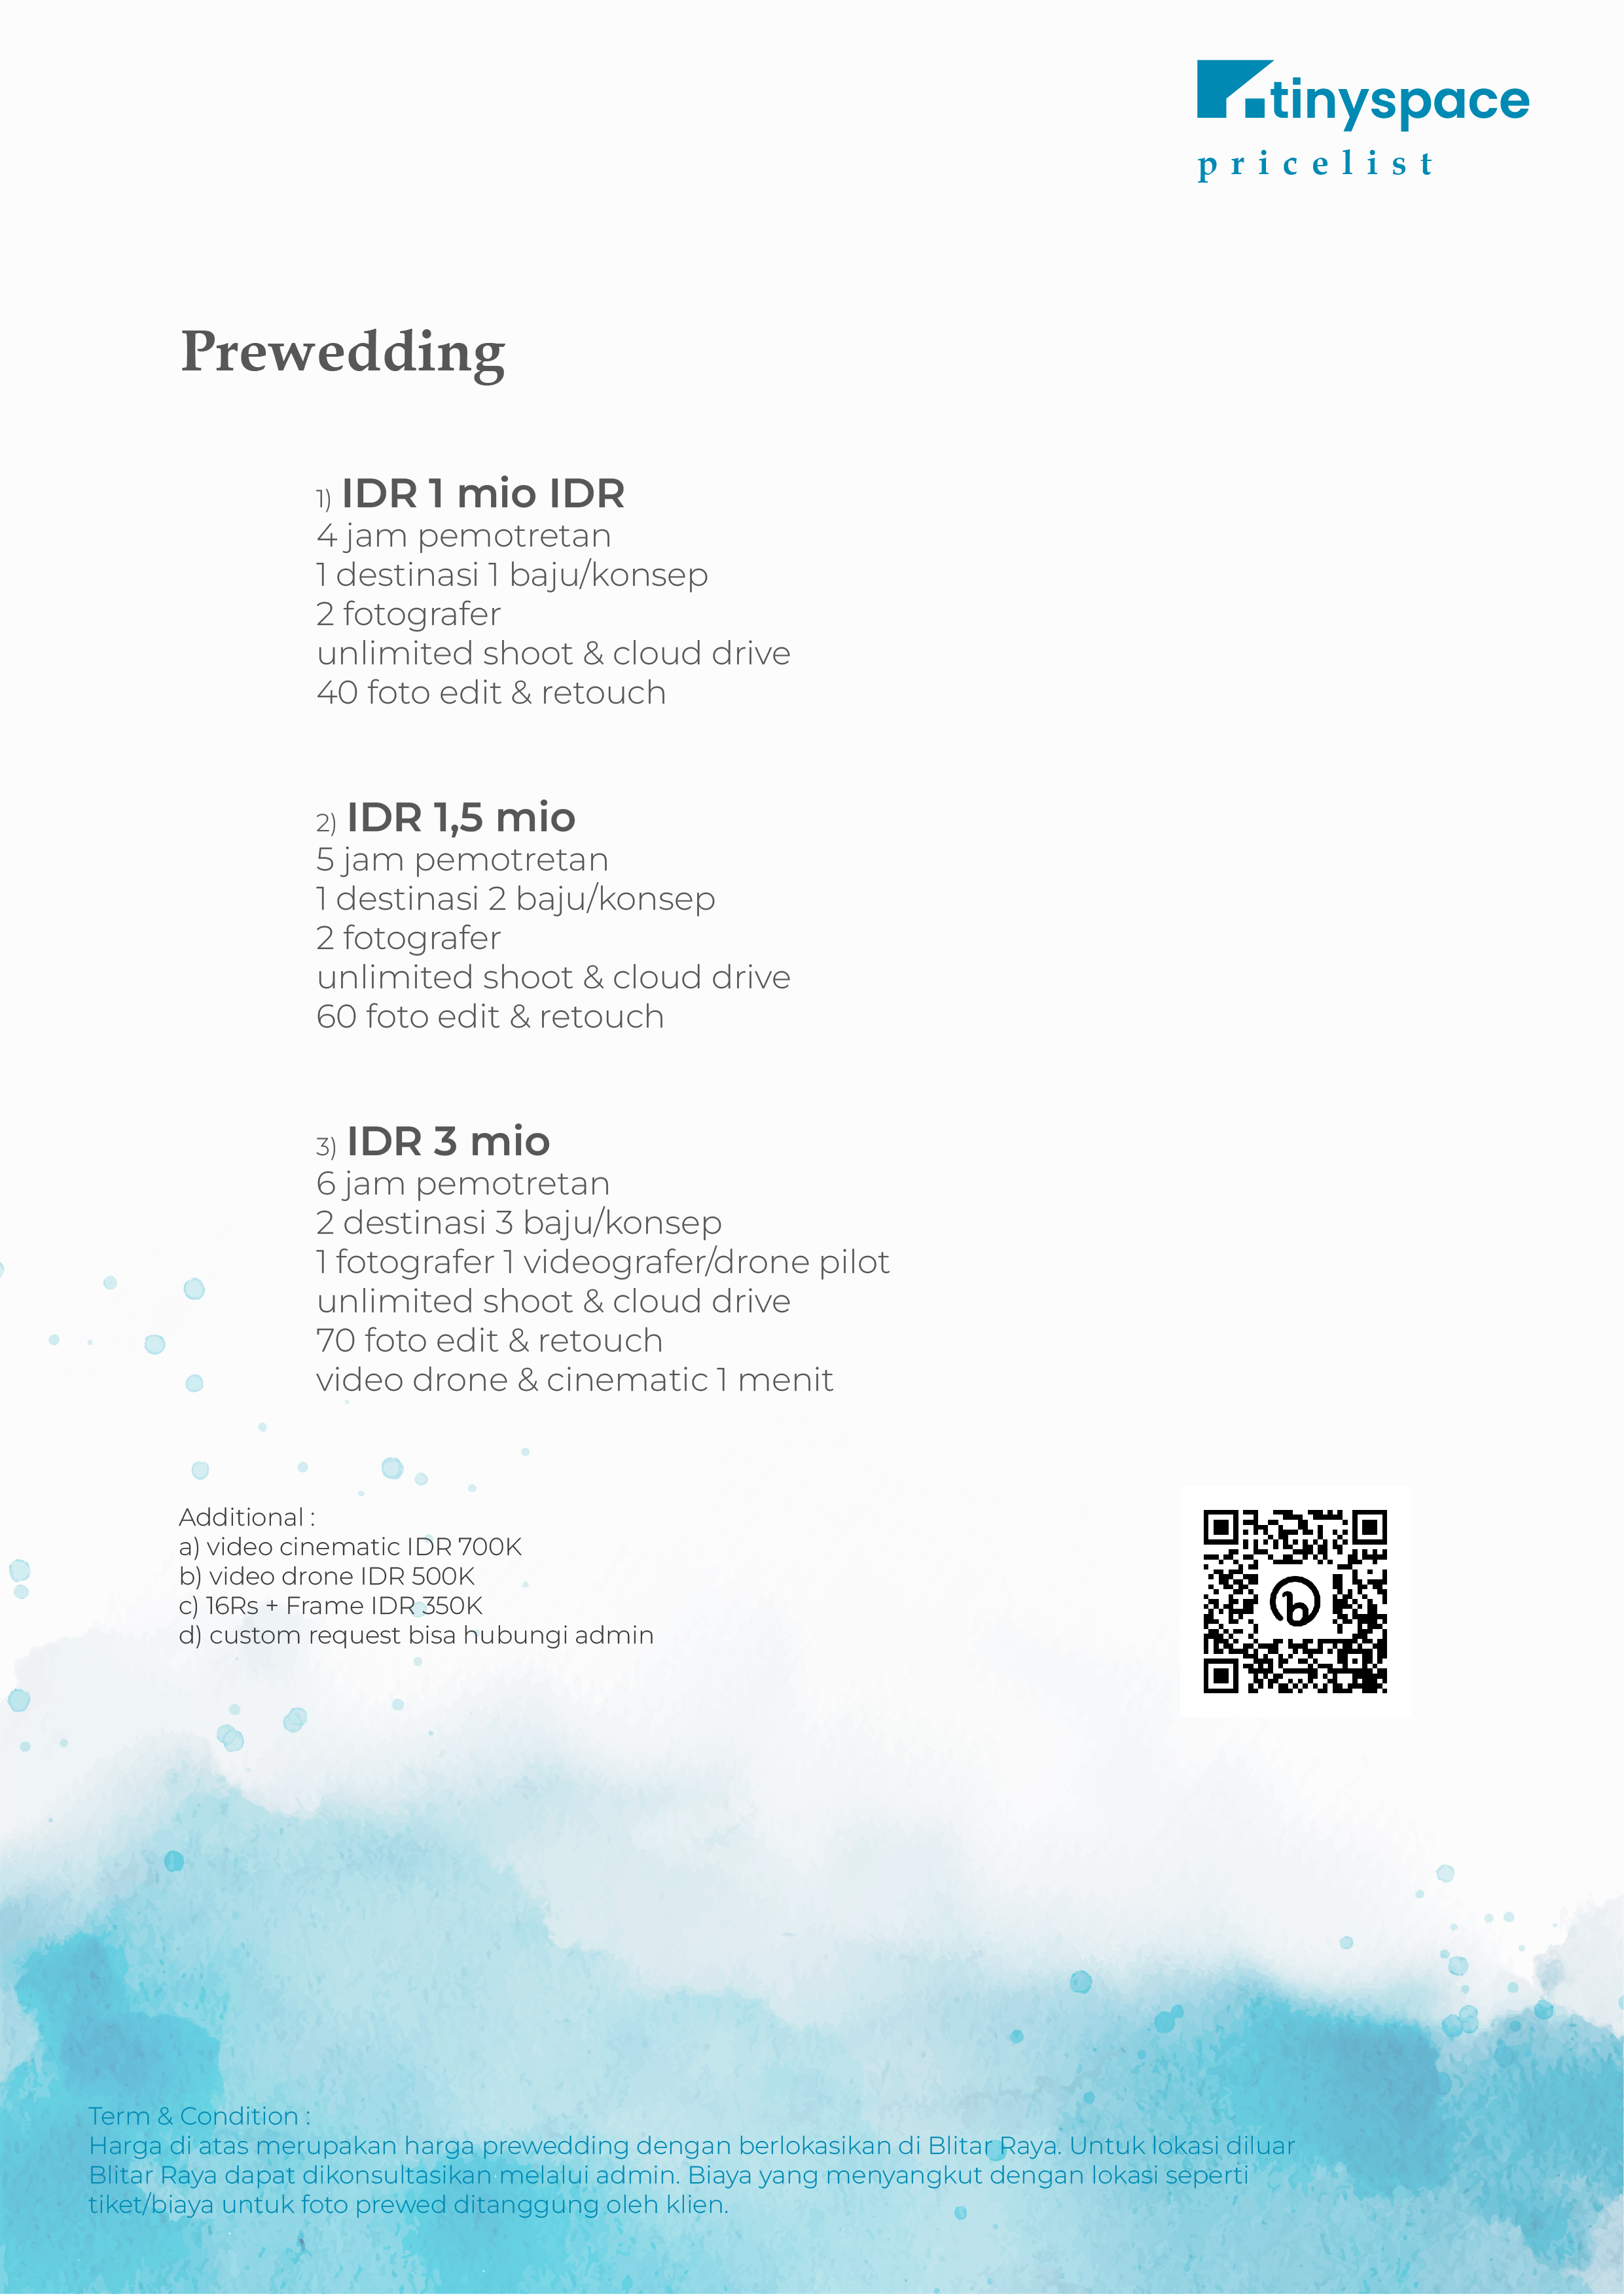 tinyspace
pricelist
Prewedding
1) IDR 1 mio IDR
4 jam pemotretan
1 destinasi 1 baju/konsep
2 fotografer
unlimited shoot & cloud drive
40 foto edit & retouch
2) IDR 1,5 mio
5 jam pemotretan
1 destinasi 2 baju/konsep
2 fotografer
unlimited shoot & cloud drive
60 foto edit & retouch
3) IDR 3 mio
6 jam pemotretan
2 destinasi 3 baju/konsep
1 fotografer 1 videografer/drone pilot
unlimited shoot & cloud drive
70 foto edit & retouch
video drone & cinematic 1 menit
Additional :
a) video cinematic IDR 700K
b) video drone IDR 500K
c) 16Rs + Frame IDR 350K
d) custom request bisa hubungi admin
b
Term & Condition :
Harga di atas merupakan harga prewedding dengan berlokasikan di Blitar Raya. Untuk lokasi diluar
Blitar Raya dapat dikonsultasikan melalui admin. Biaya yang menyangkut dengan lokasi seperti
tiket/biaya untuk foto prewed ditanggung oleh klien.